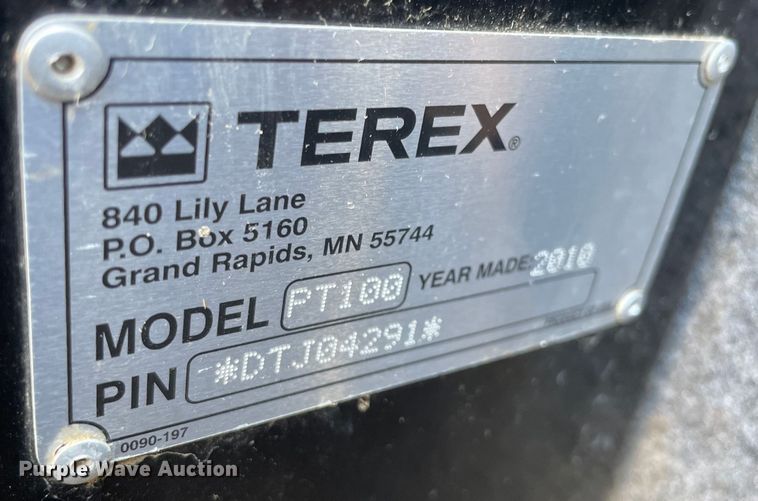 TEREX®
840 Lily Lane
P.O. Box 5160
Grand Rapids, MN 55744
MODEL PT100 YEAR MADE: 2010
PIN *DTJ04291*
0090-197
Purple Wave Auction